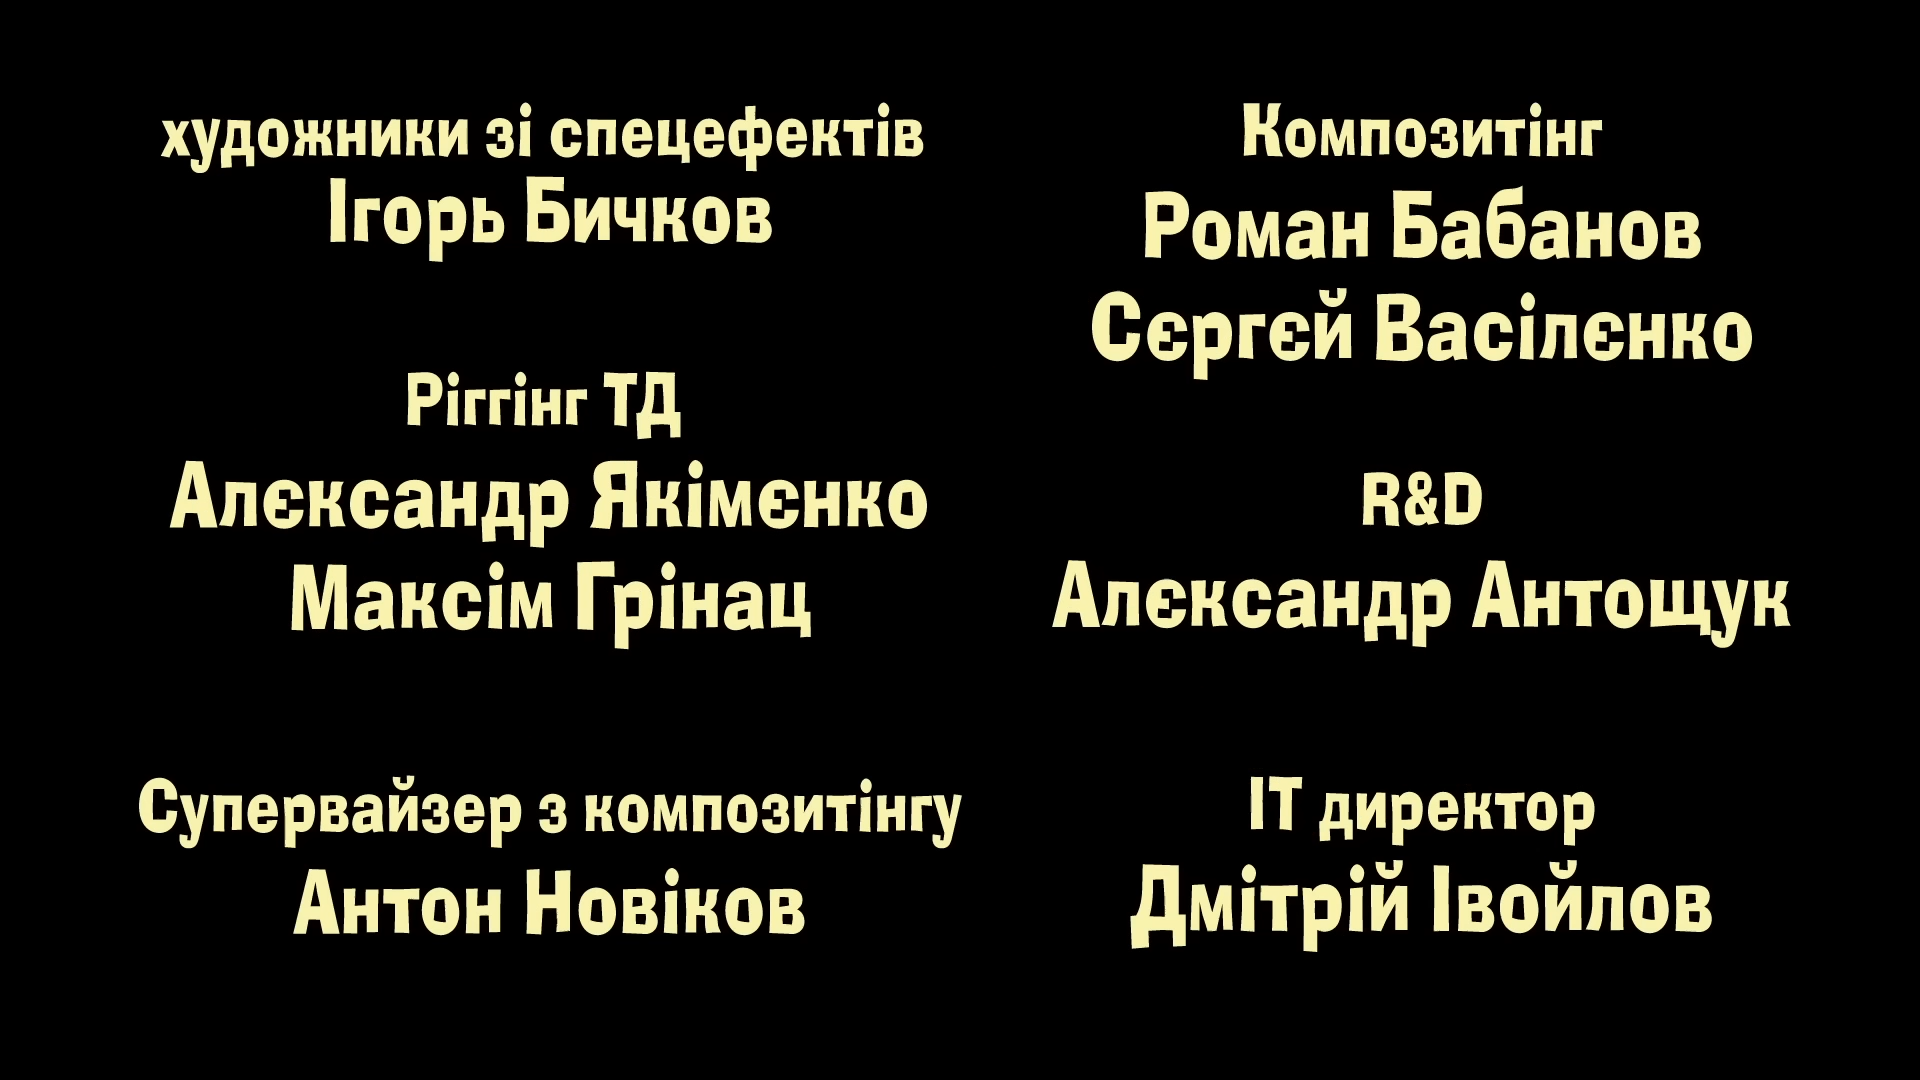 художники зі спецефектів
Ігорь Бичков
Ріггінг ТД
Алєксандр Якімєнко
Максім Грінац
Супервайзер з композитінгу
Антон Новіков
Композитінг
Роман Бабанов
Сєргєй Васілєнко
R&D
Алєксандр Антощук
ІТ директор
Дмітрій Івойлов